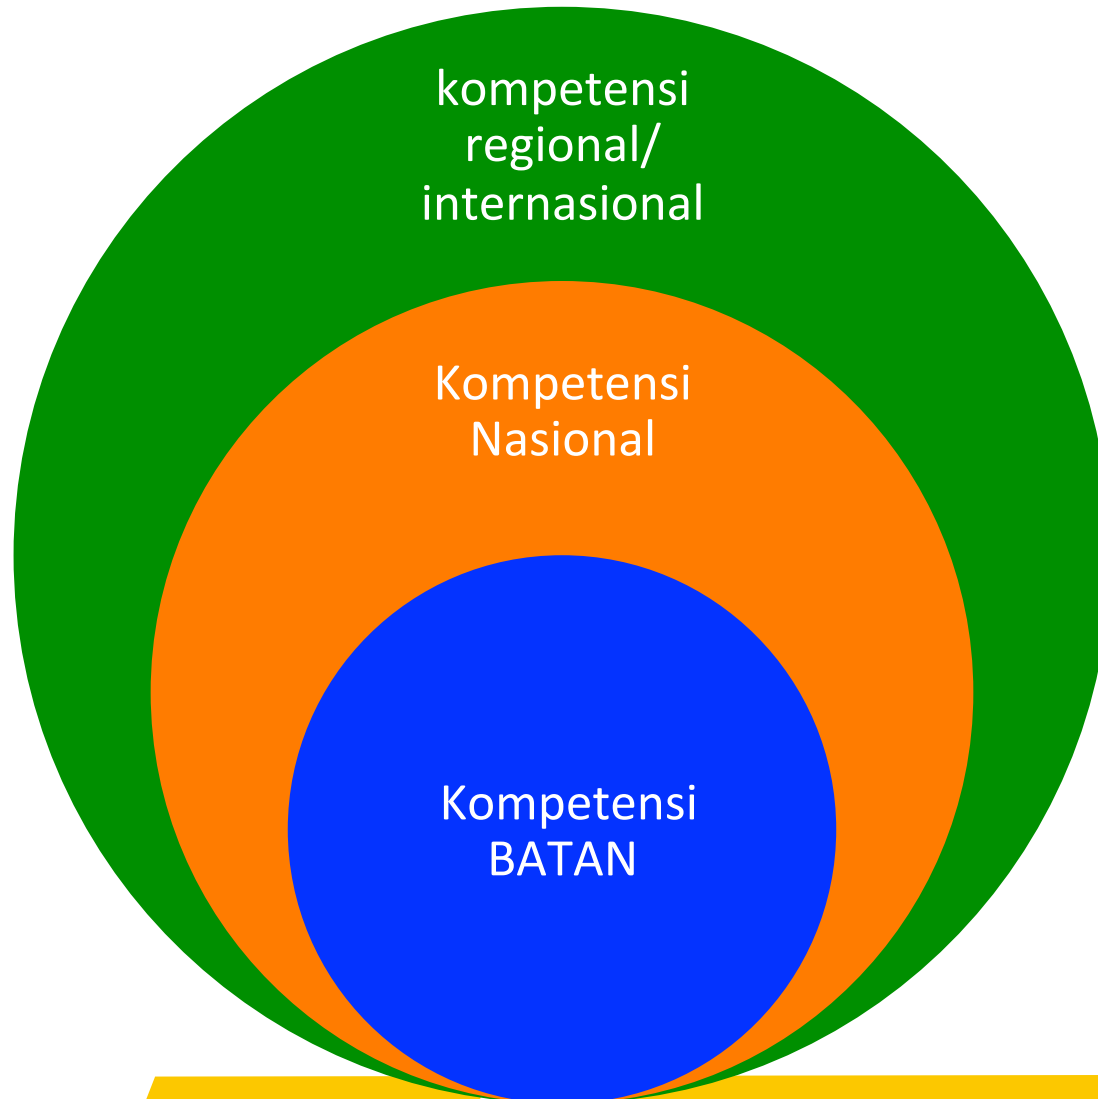 kompetensi
regional/
internasional
Kompetensi
Nasional
Kompetensi
BATAN